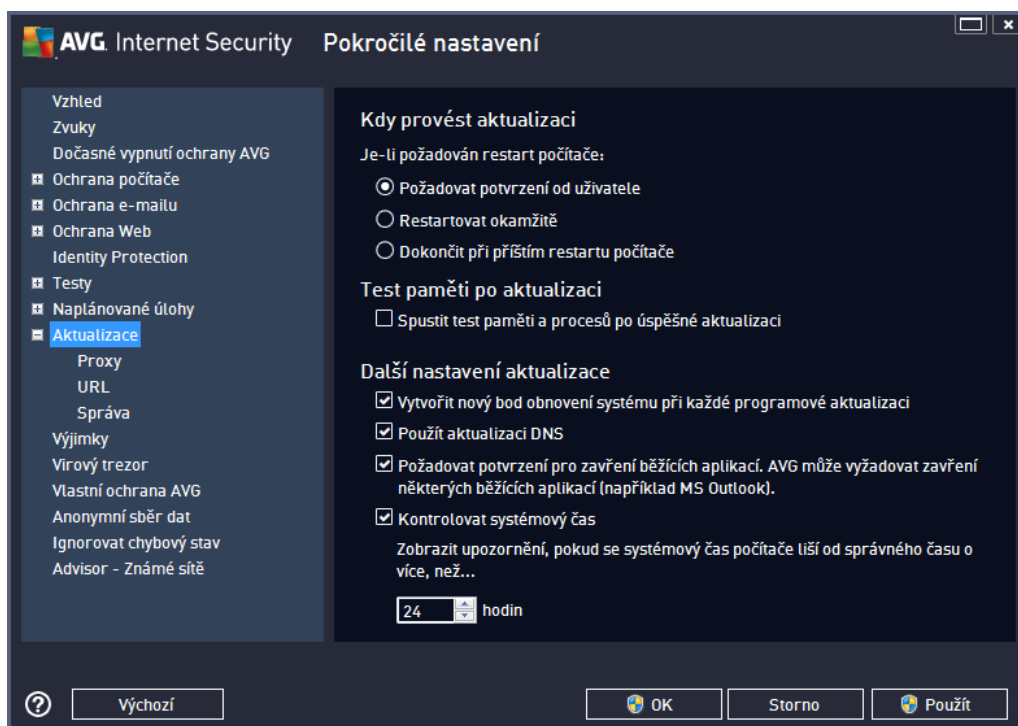 AVG. Internet Security Pokročilé nastavení
Vzhled
Zvuky
Dočasné vypnutí ochrany AVG
Ochrana počítače
Ochrana e-mailu
Ochrana Web
Identity Protection
Testy
Naplánované úlohy
Aktualizace
Proxy
URL
Správa
Výjimky
Virový trezor
Vlastní ochrana AVG
Anonymní sběr dat
Ignorovat chybový stav
Advisor - Známé sítě
Kdy provést aktualizaci
Je-li požadován restart počítače:
Požadovat potvrzení od uživatele
Restartovat okamžitě
Dokončit při příštím restartu počítače
Test paměti po aktualizaci
Spustit test paměti a procesů po úspěšné aktualizaci
Další nastavení aktualizace
Vytvořit nový bod obnovení systému při každé programové aktualizaci
Použít aktualizaci DNS
Požadovat potvrzení pro zavření běžících aplikací. AVG může vyžadovat zavření
některých běžících aplikací (například MS Outlook).
Kontrolovat systémový čas
Zobrazit upozornění, pokud se systémový čas počítače liší od správného času o
více, než...
24 hodin
? Výchozí OK Storno Použít